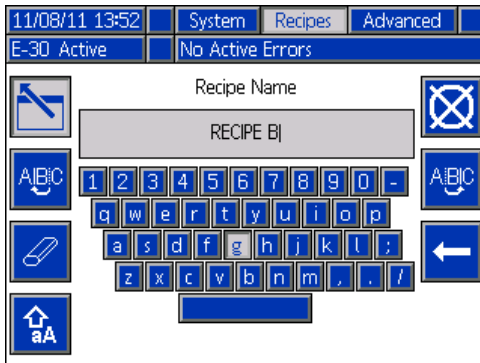 11/08/11 13:52 System Recipes Advanced
E-30 Active No Active Errors
Recipe Name
RECIPE B
ABC ABC
1 2 3 4 5 6 7 8 9 0 -
q w e r t y u i o p
a s d f g h j k l ;
z x c v b n m , . /
aA